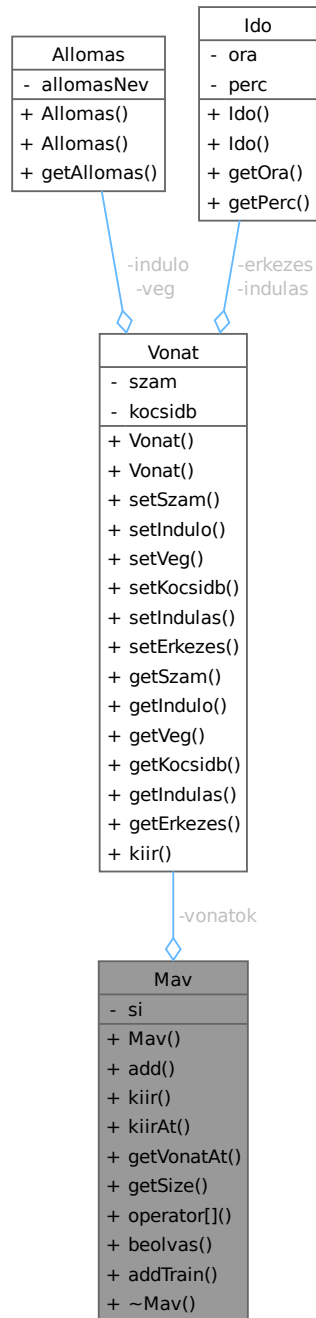 Allomas
- allomasNev
+ Allomas()
+ Allomas()
+ getAllomas()
Ido
- ora
- perc
+ Ido()
+ Ido()
+ getOra()
+ getPerc()
-indulo
-veg
-erkezes
-indulas
Vonat
- szam
- kocsidb
+ Vonat()
+ Vonat()
+ setSzam()
+ setIndulo()
+ setVeg()
+ setKocsidb()
+ setIndulas()
+ setErkezes()
+ getSzam()
+ getIndulo()
+ getVeg()
+ getKocsidb()
+ getIndulas()
+ getErkezes()
+ kiir()
-vonatok
Mav
- si
+ Mav()
+ add()
+ kiir()
+ kiirAt()
+ getVonatAt()
+ getSize()
+ operator[]()
+ beolvas()
+ addTrain()
+ ~Mav()